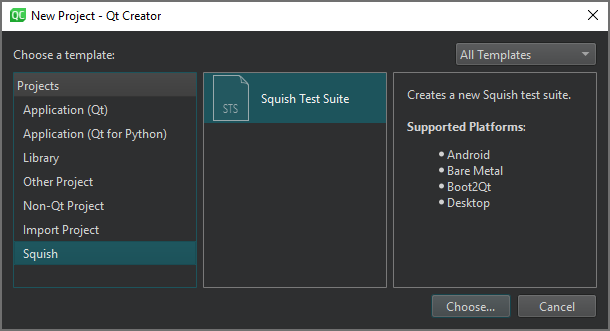 QC New Project - Qt Creator
Choose a template:
All Templates
Projects
Application (Qt)
Application (Qt for Python)
Library
Other Project
Non-Qt Project
Import Project
Squish
STS
Squish Test Suite
Creates a new Squish test suite.
Supported Platforms:
• Android
• Bare Metal
• Boot2Qt
• Desktop
Choose...
Cancel